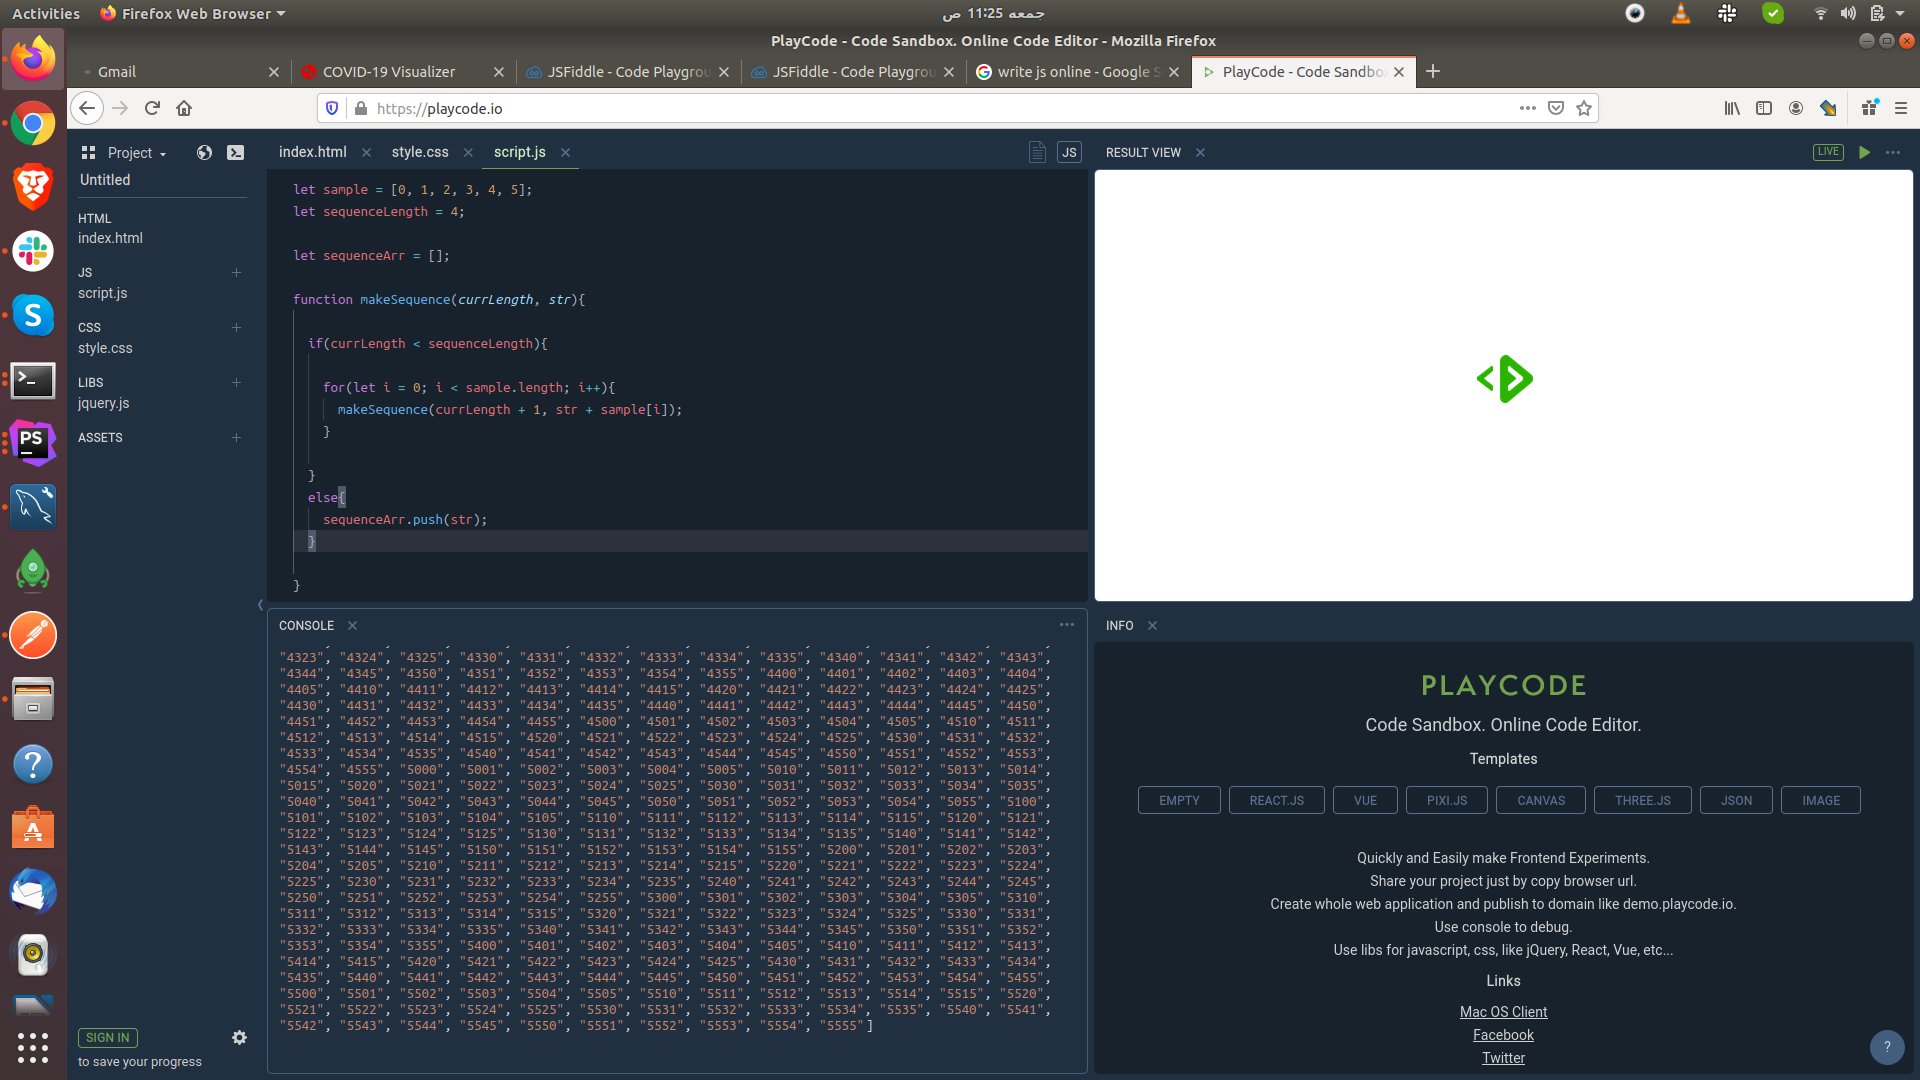 Activities
Firefox Web Browser
جمعه 11:25 ص
PlayCode - Code Sandbox. Online Code Editor - Mozilla Firefox
Gmail
COVID-19 Visualizer
JSFiddle - Code Playgrou
JSFiddle - Code Playgrou
write js online - Google S
PlayCode - Code Sandbo
https://playcode.io
Project
Untitled
HTML
index.html
JS
script.js
CSS
style.css
LIBS
jquery.js
ASSETS
SIGN IN
to save your progress
index.html
style.css
script.js
JS
let sample = [0, 1, 2, 3, 4, 5];
let sequenceLength = 4;
let sequenceArr = [];
function makeSequence(currLength, str){
if(currLength < sequenceLength){
for(let i = 0; i < sample.length; i++){
makeSequence(currLength + 1, str + sample[i]);
}
}
else{
sequenceArr.push(str);
}
}
CONSOLE
"4323", "4324", "4325", "4330", "4331", "4332", "4333", "4334", "4335", "4340", "4341", "4342", "4343",
"4344", "4345", "4350", "4351", "4352", "4353", "4354", "4355", "4400", "4401", "4402", "4403", "4404",
"4405", "4410", "4411", "4412", "4413", "4414", "4415", "4420", "4421", "4422", "4423", "4424", "4425",
"4430", "4431", "4432", "4433", "4434", "4435", "4440", "4441", "4442", "4443", "4444", "4445", "4450",
"4451", "4452", "4453", "4454", "4455", "4500", "4501", "4502", "4503", "4504", "4505", "4510", "4511",
"4512", "4513", "4514", "4515", "4520", "4521", "4522", "4523", "4524", "4525", "4530", "4531", "4532",
"4533", "4534", "4535", "4540", "4541", "4542", "4543", "4544", "4545", "4550", "4551", "4552", "4553",
"4554", "4555", "5000", "5001", "5002", "5003", "5004", "5005", "5010", "5011", "5012", "5013", "5014",
"5015", "5020", "5021", "5022", "5023", "5024", "5025", "5030", "5031", "5032", "5033", "5034", "5035",
"5040", "5041", "5042", "5043", "5044", "5045", "5050", "5051", "5052", "5053", "5054", "5055", "5100",
"5101", "5102", "5103", "5104", "5105", "5110", "5111", "5112", "5113", "5114", "5115", "5120", "5121",
"5122", "5123", "5124", "5125", "5130", "5131", "5132", "5133", "5134", "5135", "5140", "5141", "5142",
"5143", "5144", "5145", "5150", "5151", "5152", "5153", "5154", "5155", "5200", "5201", "5202", "5203",
"5204", "5205", "5210", "5211", "5212", "5213", "5214", "5215", "5220", "5221", "5222", "5223", "5224",
"5225", "5230", "5231", "5232", "5233", "5234", "5235", "5240", "5241", "5242", "5243", "5244", "5245",
"5250", "5251", "5252", "5253", "5254", "5255", "5300", "5301", "5302", "5303", "5304", "5305", "5310",
"5311", "5312", "5313", "5314", "5315", "5320", "5321", "5322", "5323", "5324", "5325", "5330", "5331",
"5332", "5333", "5334", "5335", "5340", "5341", "5342", "5343", "5344", "5345", "5350", "5351", "5352",
"5353", "5354", "5355", "5400", "5401", "5402", "5403", "5404", "5405", "5410", "5411", "5412", "5413",
"5414", "5415", "5420", "5421", "5422", "5423", "5424", "5425", "5430", "5431", "5432", "5433", "5434",
"5435", "5440", "5441", "5442", "5443", "5444", "5445", "5450", "5451", "5452", "5453", "5454", "5455",
"5500", "5501", "5502", "5503", "5504", "5505", "5510", "5511", "5512", "5513", "5514", "5515", "5520",
"5521", "5522", "5523", "5524", "5525", "5530", "5531", "5532", "5533", "5534", "5535", "5540", "5541",
"5542", "5543", "5544", "5545", "5550", "5551", "5552", "5553", "5554", "5555"]
RESULT VIEW
LIVE
INFO
PLAYCODE
Code Sandbox. Online Code Editor.
Templates
EMPTY
REACT.JS
VUE
PIXI.JS
CANVAS
THREE.JS
JSON
IMAGE
Quickly and Easily make Frontend Experiments.
Share your project just by copy browser url.
Create whole web application and publish to domain like demo.playcode.io.
Use console to debug.
Use libs for javascript, css, like jQuery, React, Vue, etc...
Links
Mac OS Client
Facebook
Twitter
?